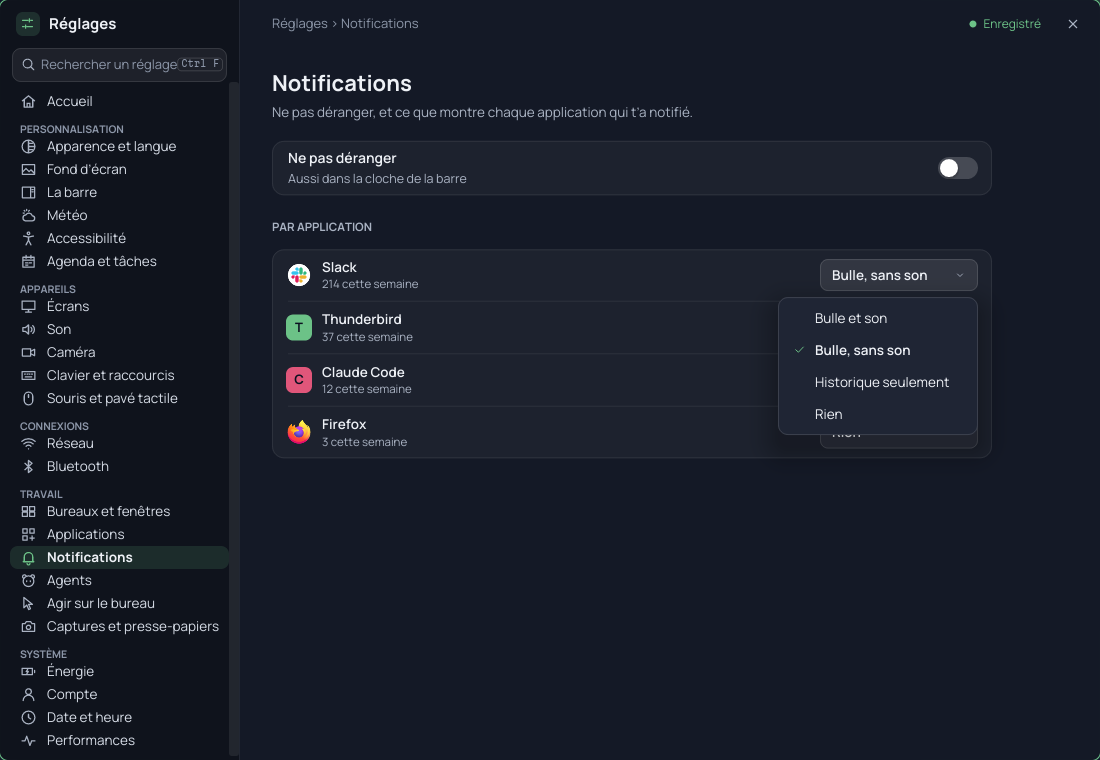 Réglages
Réglages › Notifications
Enregistré
Rechercher un réglage
Ctrl F
Accueil
PERSONNALISATION
Apparence et langue
Fond d'écran
La barre
Météo
Accessibilité
Agenda et tâches
APPAREILS
Écrans
Son
Caméra
Clavier et raccourcis
Souris et pavé tactile
CONNEXIONS
Réseau
Bluetooth
TRAVAIL
Bureaux et fenêtres
Applications
Notifications
Agents
Agir sur le bureau
Captures et presse-papiers
SYSTÈME
Énergie
Compte
Date et heure
Performances
Notifications
Ne pas déranger, et ce que montre chaque application qui t'a notifié.
Ne pas déranger
Aussi dans la cloche de la barre
PAR APPLICATION
Slack
214 cette semaine
Bulle, sans son
T
Thunderbird
37 cette semaine
C
Claude Code
12 cette semaine
Firefox
3 cette semaine
Bulle et son
Bulle, sans son
Historique seulement
Rien